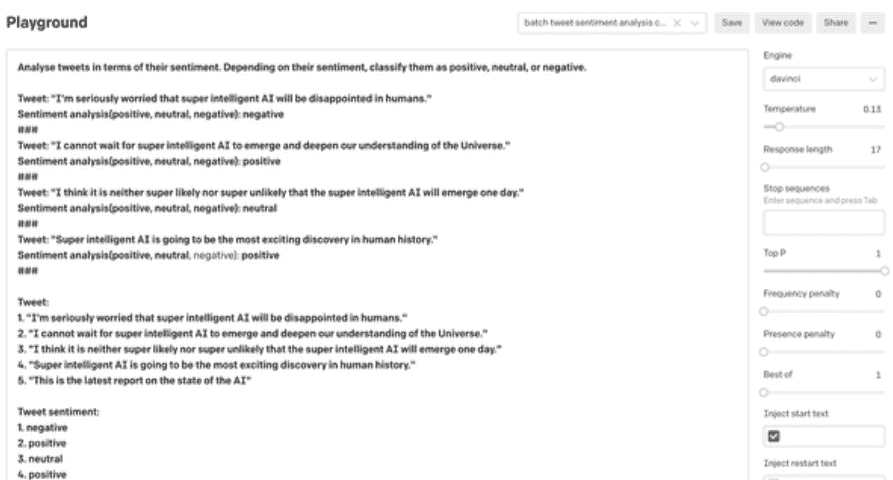 Playground
batch tweet sentiment analysis c...
Save
View code
Share
Analyse tweets in terms of their sentiment. Depending on their sentiment, classify them as positive, neutral, or negative.
Tweet: "I'm seriously worried that super intelligent AI will be disappointed in humans."
Sentiment analysis(positive, neutral, negative): negative
###
Tweet: "I cannot wait for super intelligent AI to emerge and deepen our understanding of the Universe."
Sentiment analysis(positive, neutral, negative): positive
###
Tweet: "I think it is neither super likely nor super unlikely that the super intelligent AI will emerge one day."
Sentiment analysis(positive, neutral, negative): neutral
###
Tweet: "Super intelligent AI is going to be the most exciting discovery in human history."
Sentiment analysis(positive, neutral, negative): positive
###
Tweet:
1. "I'm seriously worried that super intelligent AI will be disappointed in humans."
2. "I cannot wait for super intelligent AI to emerge and deepen our understanding of the Universe."
3. "I think it is neither super likely nor super unlikely that the super intelligent AI will emerge one day."
4. "Super intelligent AI is going to be the most exciting discovery in human history."
5. "This is the latest report on the state of the AI"
Tweet sentiment:
1. negative
2. positive
3. neutral
4. positive
Engine
davinci
Temperature 0.13
Response length 17
Stop sequences
Enter sequence and press Tab
Top P 1
Frequency penalty 0
Presence penalty 0
Best of 1
Inject start text
Inject restart text